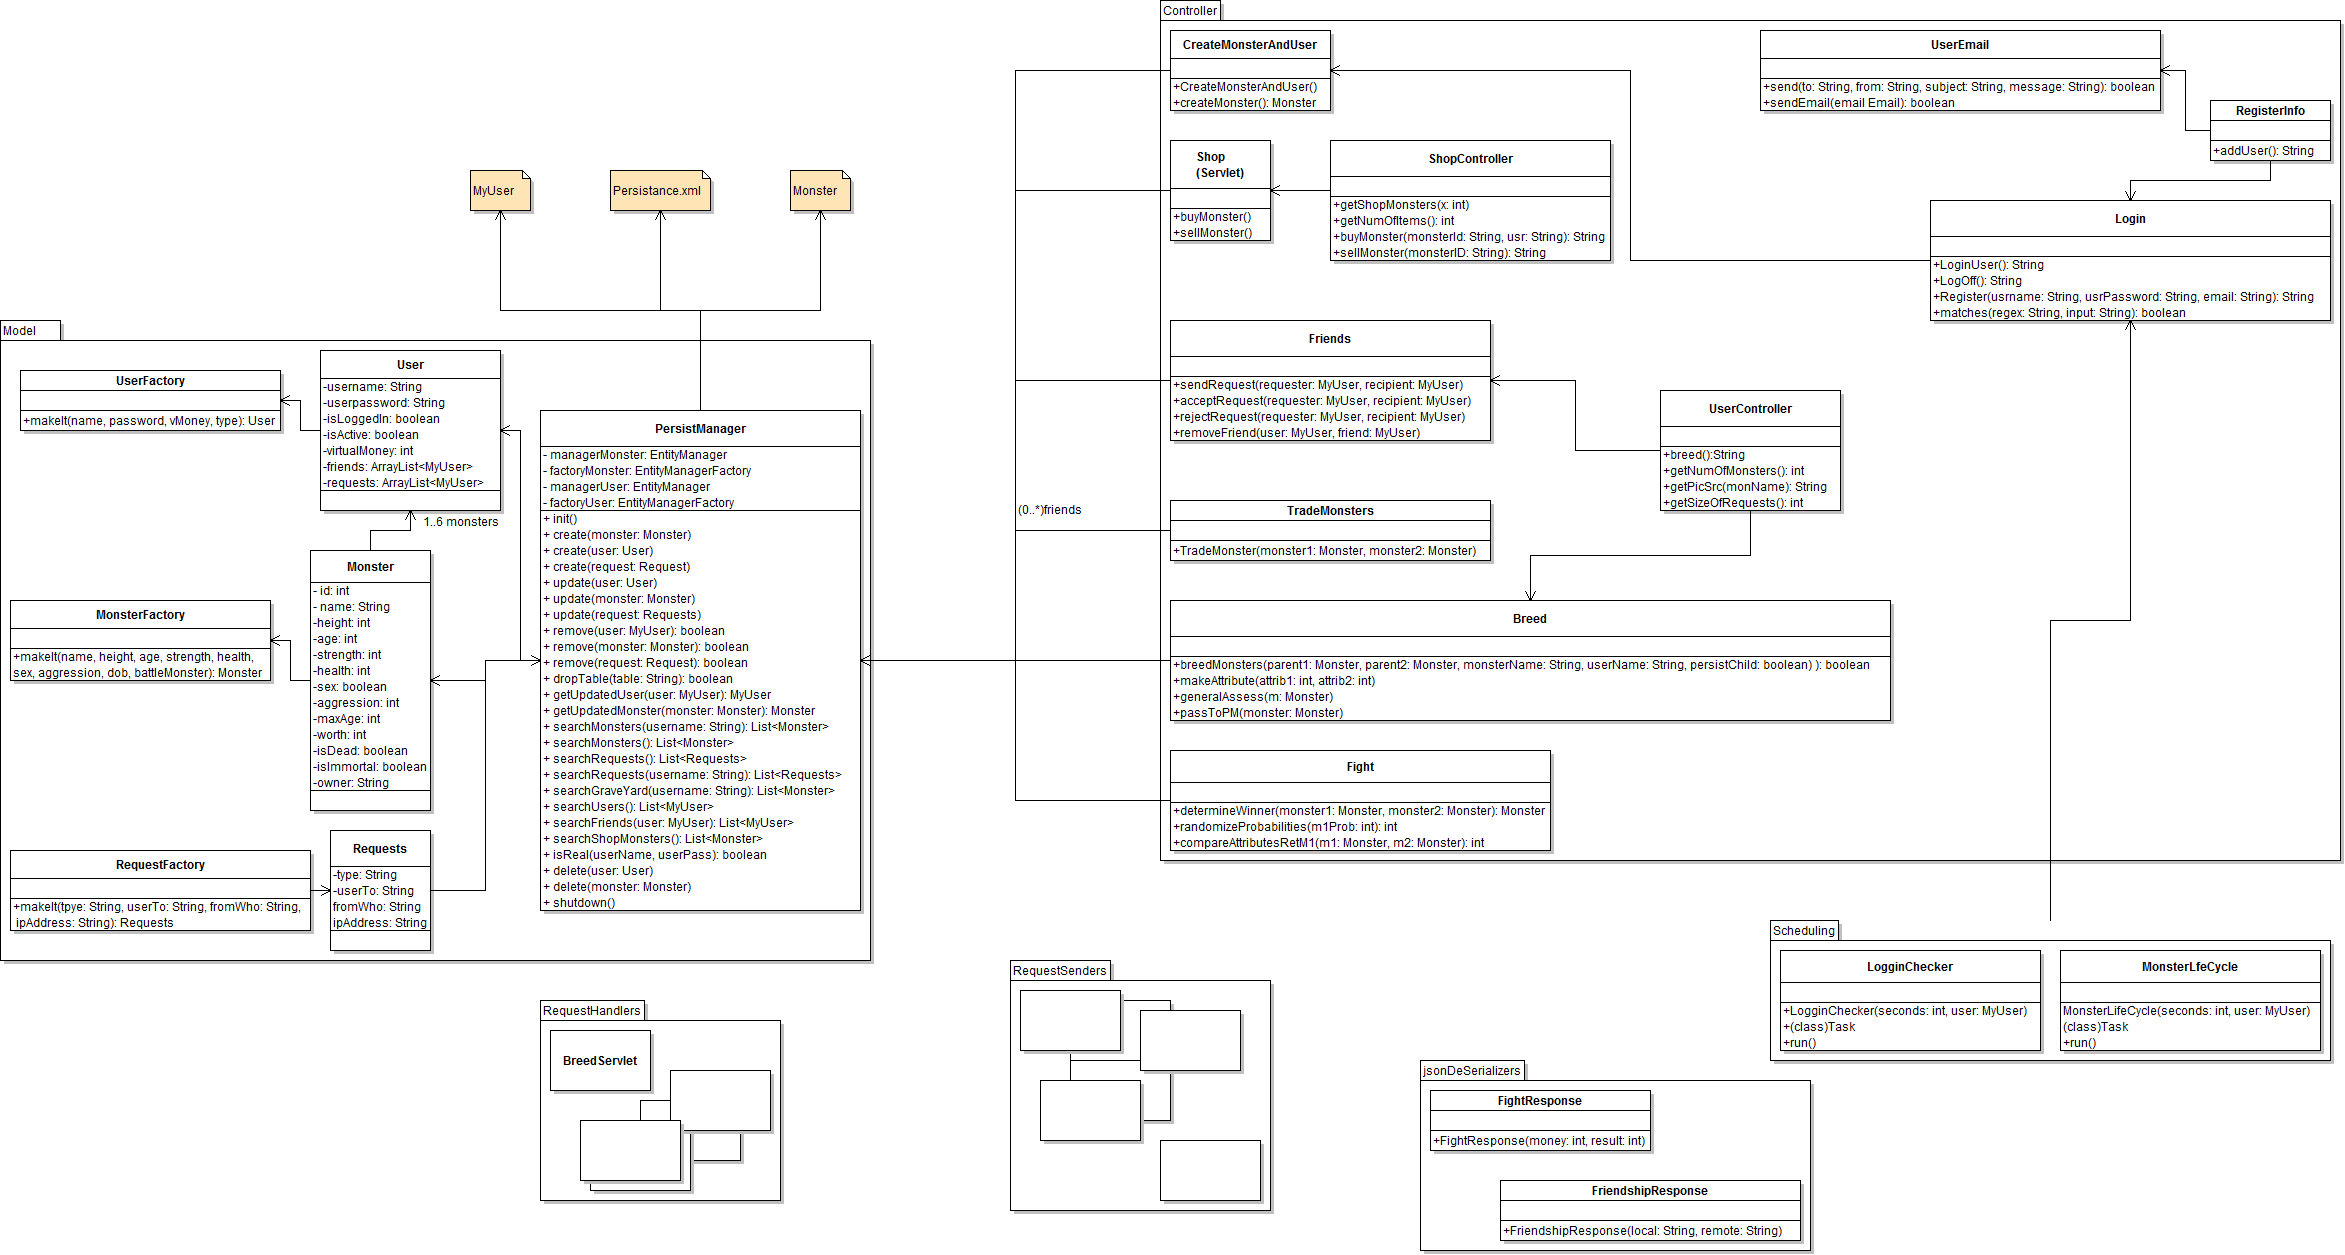 Controller
CreateMonsterAndUser
+CreateMonsterAndUser()
+createMonster(): Monster
UserEmail
+send(to: String, from: String, subject: String, message: String): boolean
+sendEmail(email Email): boolean
RegisterInfo
+addUser(): String
Shop
(Servlet)
+buyMonster()
+sellMonster()
ShopController
+getShopMonsters(x: int)
+getNumOfItems(): int
+buyMonster(monsterId: String, usr: String): String
+sellMonster(monsterID: String): String
Login
+LoginUser(): String
+LogOff(): String
+Register(usrname: String, usrPassword: String, email: String): String
+matches(regex: String, input: String): boolean
MyUser
Persistance.xml
Monster
Friends
+sendRequest(requester: MyUser, recipient: MyUser)
+acceptRequest(requester: MyUser, recipient: MyUser)
+rejectRequest(requester: MyUser, recipient: MyUser)
+removeFriend(user: MyUser, friend: MyUser)
UserController
+breed():String
+getNumOfMonsters(): int
+getPicSrc(monName): String
+getSizeOfRequests(): int
(0..*)friends
TradeMonsters
+TradeMonster(monster1: Monster, monster2: Monster)
Breed
+breedMonsters(parent1: Monster, parent2: Monster, monsterName: String, userName: String, persistChild: boolean) ): boolean
+makeAttribute(attrib1: int, attrib2: int)
+generalAssess(m: Monster)
+passToPM(monster: Monster)
Fight
+determineWinner(monster1: Monster, monster2: Monster): Monster
+randomizeProbabilities(m1Prob: int): int
+compareAttributesRetM1(m1: Monster, m2: Monster): int
Model
UserFactory
+makeIt(name, password, vMoney, type): User
User
-username: String
-userpassword: String
-isLoggedIn: boolean
-isActive: boolean
-virtualMoney: int
-friends: ArrayList<MyUser>
-requests: ArrayList<MyUser>
1..6 monsters
PersistManager
- managerMonster: EntityManager
- factoryMonster: EntityManagerFactory
- managerUser: EntityManager
- factoryUser: EntityManagerFactory
+ init()
+ create(monster: Monster)
+ create(user: User)
+ create(request: Request)
+ update(user: User)
+ update(monster: Monster)
+ update(request: Requests)
+ remove(user: MyUser): boolean
+ remove(monster: Monster): boolean
+ remove(request: Request): boolean
+ dropTable(table: String): boolean
+ getUpdatedUser(user: MyUser): MyUser
+ getUpdatedMonster(monster: Monster): Monster
+ searchMonsters(username: String): List<Monster>
+ searchMonsters(): List<Monster>
+ searchRequests(): List<Requests>
+ searchRequests(username: String): List<Requests>
+ searchGraveYard(username: String): List<Monster>
+ searchUsers(): List<MyUser>
+ searchFriends(user: MyUser): List<MyUser>
+ searchShopMonsters(): List<Monster>
+ isReal(userName, userPass): boolean
+ delete(user: User)
+ delete(monster: Monster)
+ shutdown()
Monster
- id: int
- name: String
-height: int
-age: int
-strength: int
-health: int
-sex: boolean
-aggression: int
-maxAge: int
-worth: int
-isDead: boolean
-isImmortal: boolean
-owner: String
MonsterFactory
+makeIt(name, height, age, strength, health,
sex, aggression, dob, battleMonster): Monster
RequestFactory
+makeIt(tpye: String, userTo: String, fromWho: String,
ipAddress: String): Requests
Requests
-type: String
-userTo: String
fromWho: String
ipAddress: String
RequestHandlers
BreedServlet
RequestSenders
Scheduling
LogginChecker
+LogginChecker(seconds: int, user: MyUser)
+(class)Task
+run()
MonsterLfeCycle
MonsterLifeCycle(seconds: int, user: MyUser)
(class)Task
+run()
jsonDeSerializers
FightResponse
+FightResponse(money: int, result: int)
FriendshipResponse
+FriendshipResponse(local: String, remote: String)